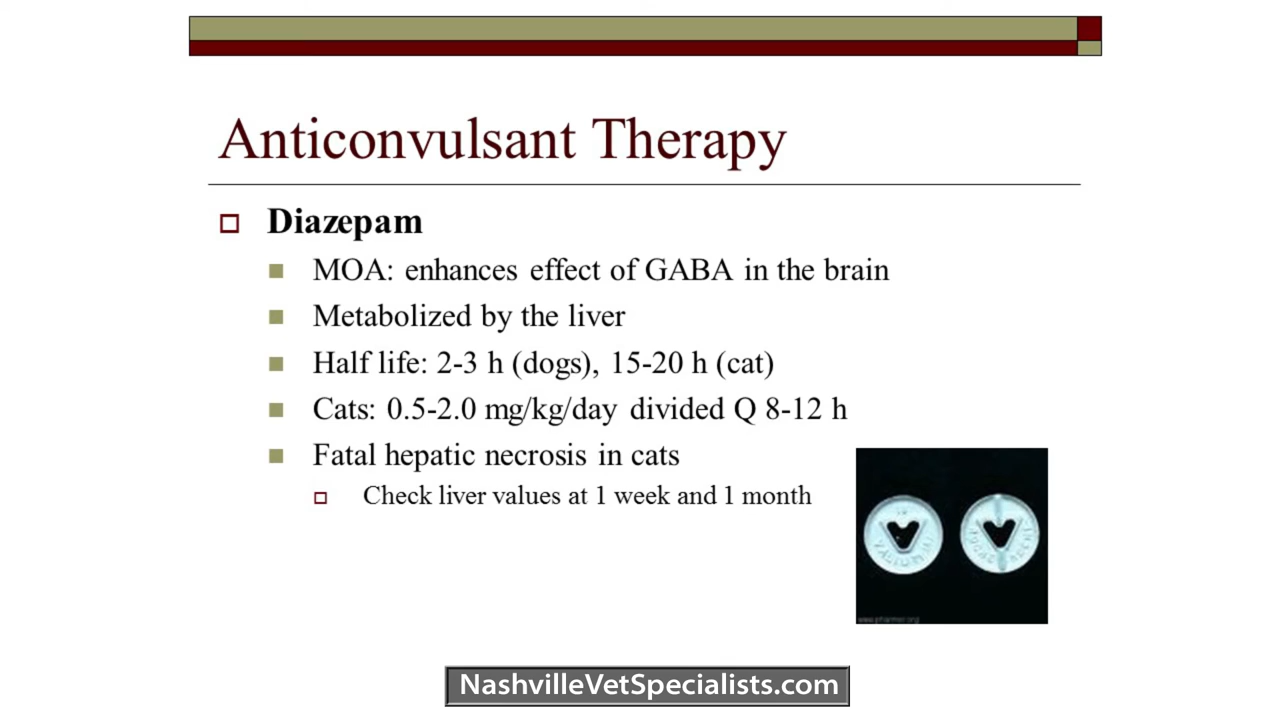 Anticonvulsant Therapy
Diazepam
MOA: enhances effect of GABA in the brain
Metabolized by the liver
Half life: 2-3 h (dogs), 15-20 h (cat)
Cats: 0.5-2.0 mg/kg/day divided Q 8-12 h
Fatal hepatic necrosis in cats
Check liver values at 1 week and 1 month
NashvilleVetSpecialists.com